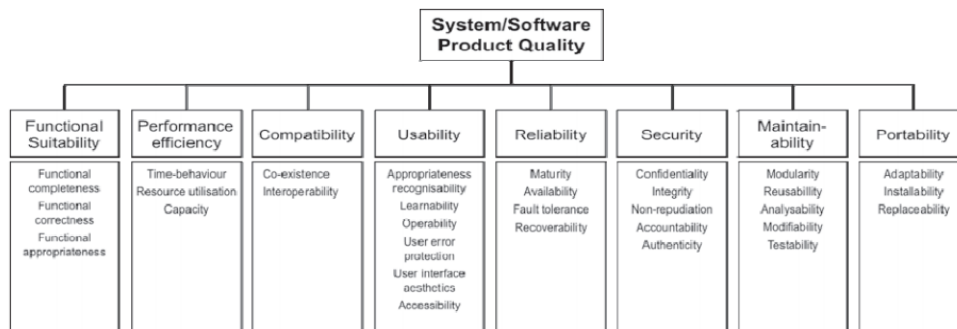 System/Software
Product Quality
Functional
Suitability
Performance
efficiency
Compatibility
Usability
Reliability
Security
Maintain-
ability
Portability
Functional
completeness
Functional
correctness
Functional
appropriateness
Time-behaviour
Resource utilisation
Capacity
Co-existence
Interoperability
Appropriateness
recognisability
Learnability
Operability
User error
protection
User interface
aesthetics
Accessibility
Maturity
Availability
Fault tolerance
Recoverability
Confidentiality
Integrity
Non-repudiation
Accountability
Authenticity
Modularity
Reusabillity
Analysability
Modifiability
Testability
Adaptability
Installability
Replaceability